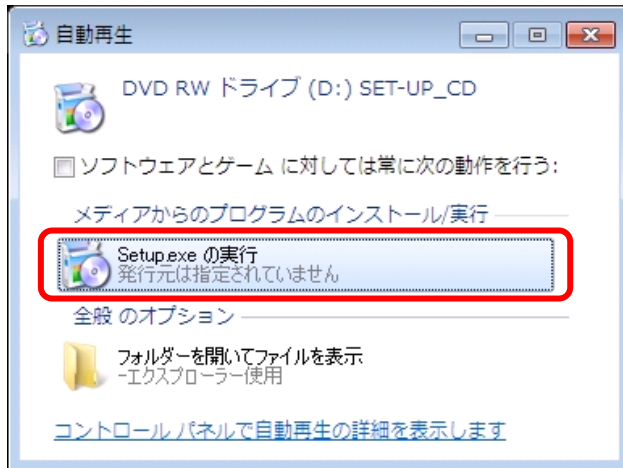 自動再生
DVD RW ドライブ (D:) SET-UP_CD
ソフトウェアとゲーム に対しては常に次の動作を行う:
メディアからのプログラムのインストール/実行
Setup.exe の実行
発行元は指定されていません
全般 のオプション
フォルダーを開いてファイルを表示
-エクスプローラー使用
コントロール パネルで自動再生の詳細を表示します